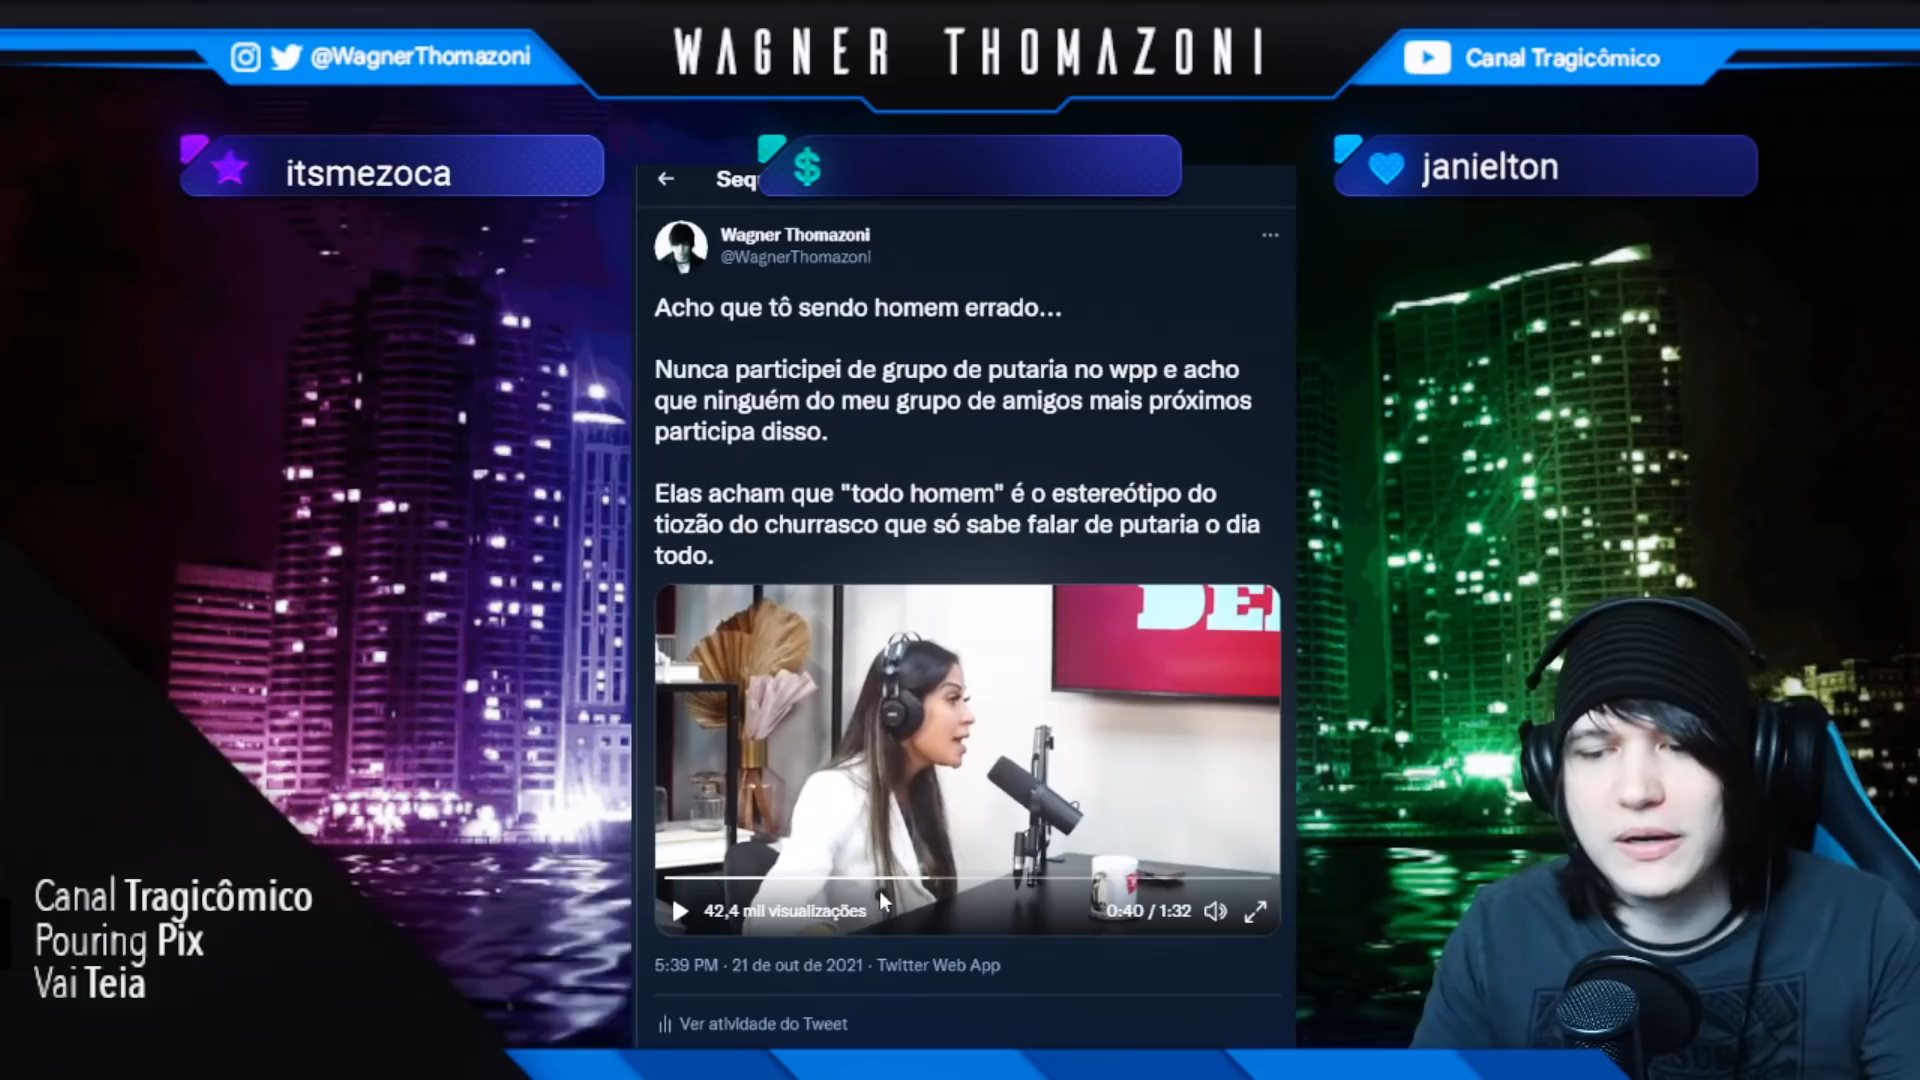 @WagnerThomazoni
WAGNER THOMAZONI
Canal Tragicômico
itsmezoca
$
janielton
Seq
Wagner Thomazoni
@WagnerThomazoni
Acho que tô sendo homem errado...
Nunca participei de grupo de putaria no wpp e acho
que ninguém do meu grupo de amigos mais próximos
participa disso.
Elas acham que "todo homem" é o estereótipo do
tiozão do churrasco que só sabe falar de putaria o dia
todo.
DE
42,4 mil visualizações
0:40 / 1:32
5:39 PM · 21 de out de 2021 · Twitter Web App
Ver atividade do Tweet
Canal Tragicômico
Pouring Pix
Vai Teia